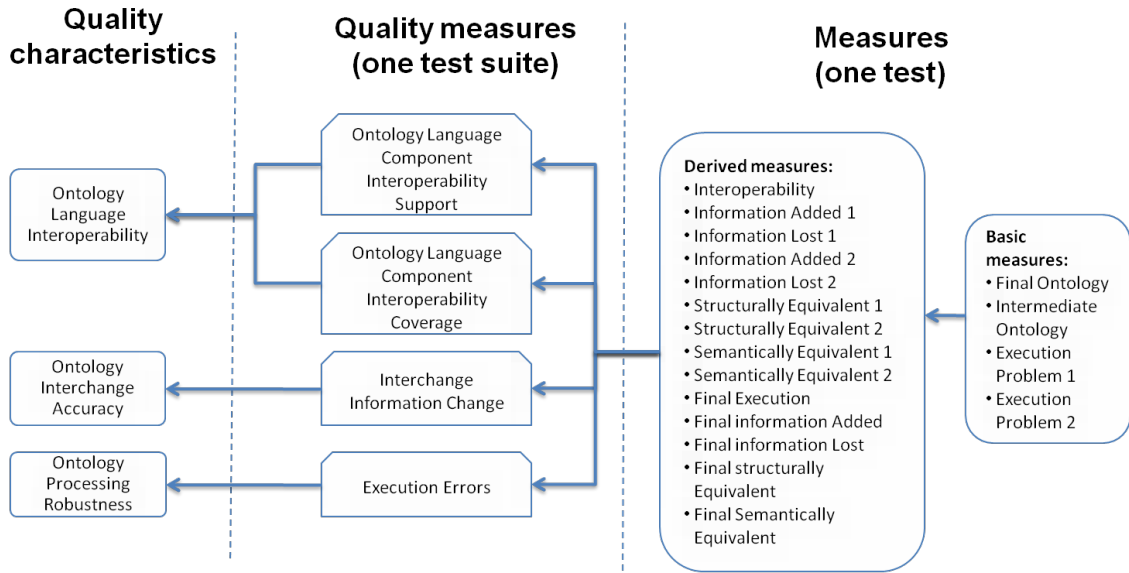 Quality
characteristics
Quality measures
(one test suite)
Measures
(one test)
Ontology
Language
Interoperability
Ontology
Interchange
Accuracy
Ontology
Processing
Robustness
Ontology Language
Component
Interoperability
Support
Ontology Language
Component
Interoperability
Coverage
Interchange
Information Change
Execution Errors
Derived measures:
• Interoperability
• Information Added 1
• Information Lost 1
• Information Added 2
• Information Lost 2
• Structurally Equivalent 1
• Structurally Equivalent 2
• Semantically Equivalent 1
• Semantically Equivalent 2
• Final Execution
• Final information Added
• Final information Lost
• Final structurally
Equivalent
• Final Semantically
Equivalent
Basic
measures:
• Final Ontology
• Intermediate
Ontology
• Execution
Problem 1
• Execution
Problem 2